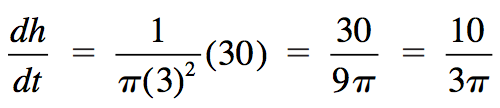 dh/dt = 1/π(3)² (30) = 30/9π = 10/3π